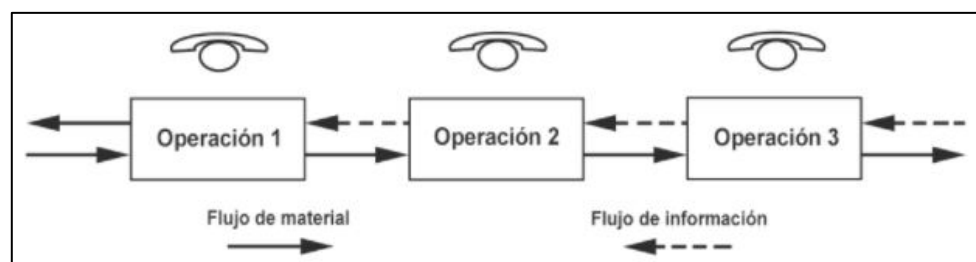 Operación 1
Operación 2
Operación 3
Flujo de material
Flujo de información